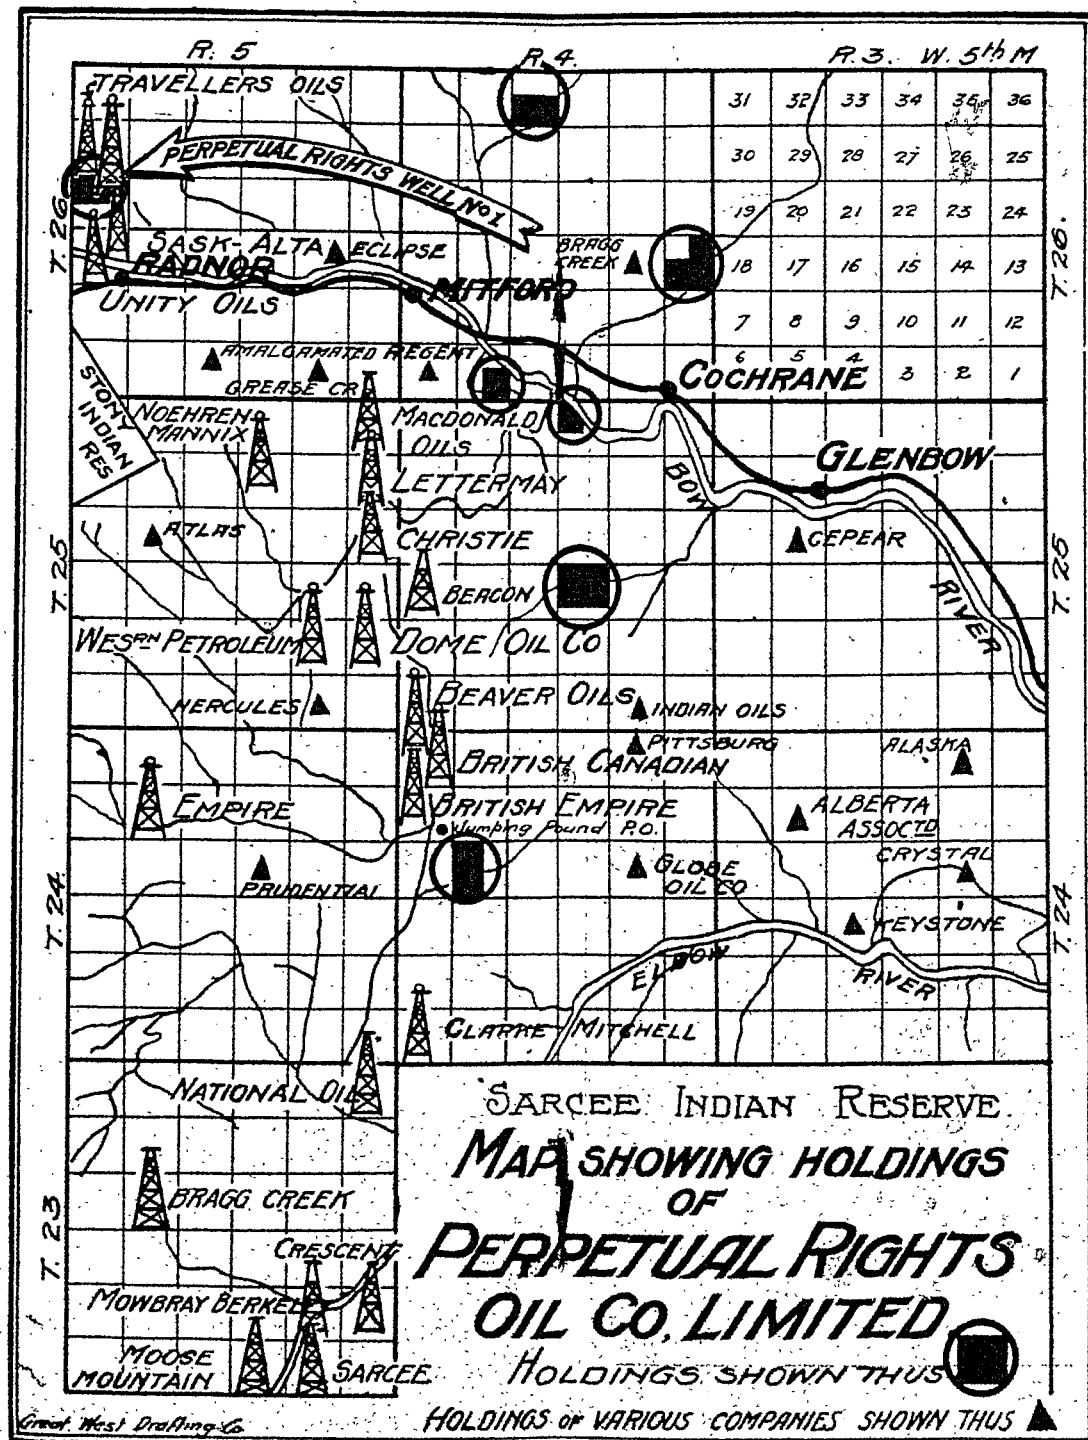 R. 5
R. 4.
R. 3. W. 5th M
TRAVELLERS OILS
31 32 33 34 35 36
30 29 28 27 26 25
19 20 21 22 23 24
18 17 16 15 14 13
7 8 9 10 11 12
6 5 4 3 2 1
PERPETUAL RIGHTS WELL No 1
T. 26
T. 26.
SASK-ALTA
ECLIPSE
BRAGG
CREEK
RADNOR
MITFORD
UNITY OILS
AMALGAMATED
REGENT
GREASE CR
COCHRANE
STONY
INDIAN
RES
NOEHREN
MANNIX
MACDONALD
OILS
LETTERMAY
GLENBOW
BOW
RIVER
ATLAS
CHRISTIE
CEPEAR
T. 25
T. 25
BEACON
WESRN PETROLEUM
DOME OIL CO
HERCULES
BEAVER OILS
INDIAN OILS
PITTSBURG
ALASKA
BRITISH CANADIAN
EMPIRE
BRITISH EMPIRE
Jumping Pound P.O.
ALBERTA
ASSOCTD
CRYSTAL
PRUDENTIAL
GLOBE
OIL CO
T. 24
T. 24
KEYSTONE
ELBOW
RIVER
CLARKE-MITCHELL
NATIONAL OIL
SARCEE INDIAN RESERVE.
MAP SHOWING HOLDINGS
OF
PERPETUAL RIGHTS
OIL CO, LIMITED
HOLDINGS SHOWN THUS
HOLDINGS OF VARIOUS COMPANIES SHOWN THUS
T. 23
BRAGG CREEK
CRESCENT
MOWBRAY BERKEL
MOOSE
MOUNTAIN
SARCEE
Great West Drafting Co